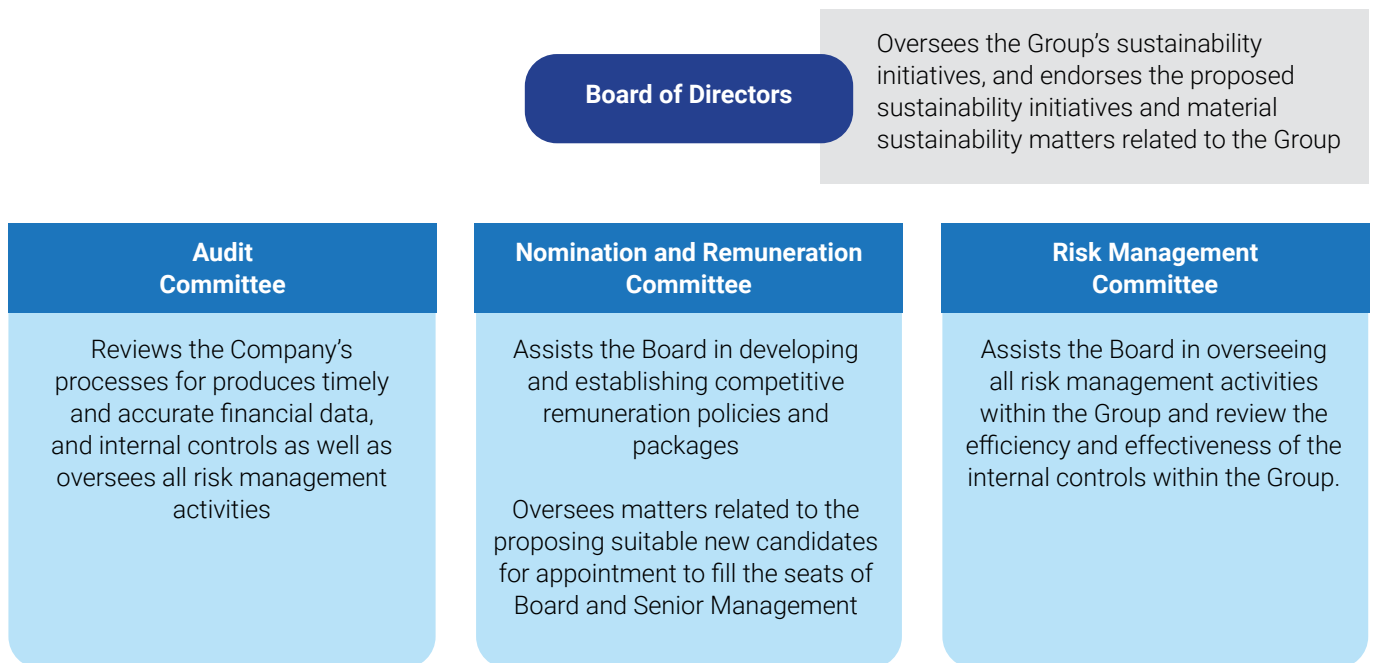 Board of Directors
Oversees the Group’s sustainability
initiatives, and endorses the proposed
sustainability initiatives and material
sustainability matters related to the Group
Audit
Committee
Reviews the Company’s
processes for produces timely
and accurate financial data,
and internal controls as well as
oversees all risk management
activities
Nomination and Remuneration
Committee
Assists the Board in developing
and establishing competitive
remuneration policies and
packages
Oversees matters related to the
proposing suitable new candidates
for appointment to fill the seats of
Board and Senior Management
Risk Management
Committee
Assists the Board in overseeing
all risk management activities
within the Group and review the
efficiency and effectiveness of the
internal controls within the Group.